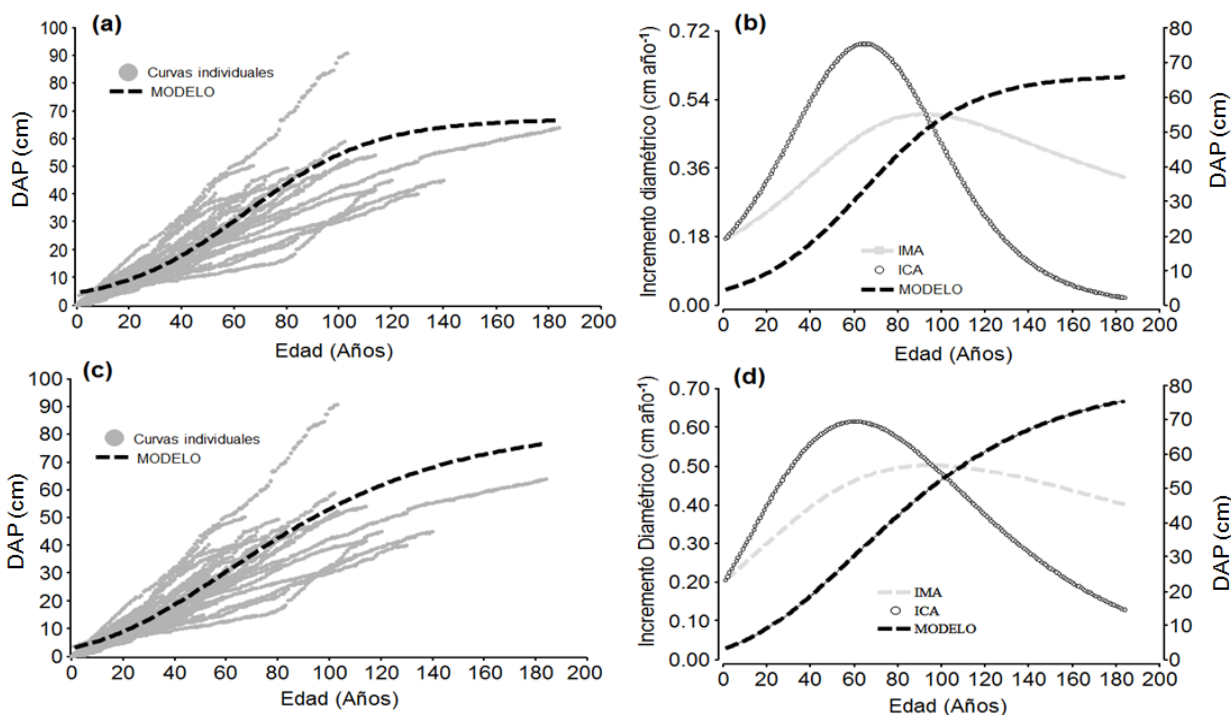 (a)
100
90
80
70
60
50
40
30
20
10
0
DAP (cm)
Curvas individuales
MODELO
0 20 40 60 80 100 120 140 160 180 200
Edad (Años)
(b)
0.72
0.54
0.36
0.18
0.00
Incremento diamétrico (cm año-1)
IMA
ICA
MODELO
80
70
60
50
40
30
20
10
0
DAP (cm)
0 20 40 60 80 100 120 140 160 180 200
Edad (Años)
(c)
100
90
80
70
60
50
40
30
20
10
0
DAP (cm)
Curvas individuales
MODELO
0 20 40 60 80 100 120 140 160 180 200
Edad (Años)
(d)
0.70
0.60
0.50
0.40
0.30
0.20
0.10
0.00
Incremento Diamétrico (cm año-1)
IMA
ICA
MODELO
80
70
60
50
40
30
20
10
0
DAP (cm)
0 20 40 60 80 100 120 140 160 180 200
Edad (Años)